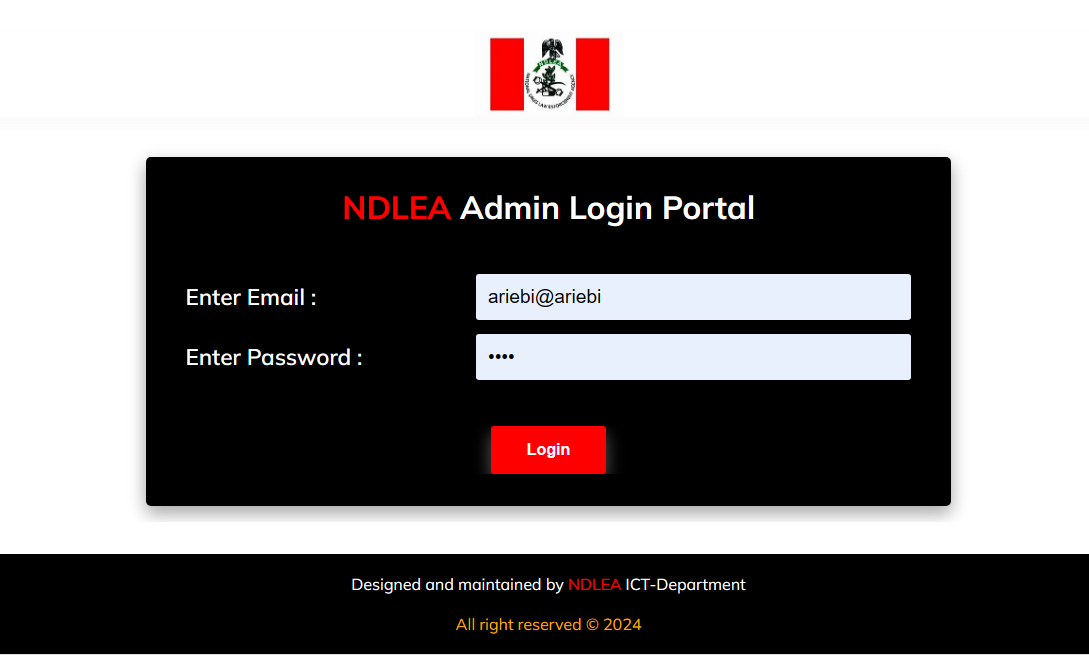 NDLEA
NDLEA Admin Login Portal
Enter Email :
ariebi@ariebi
Enter Password :
••••
Login
Designed and maintained by NDLEA ICT-Department
All right reserved © 2024